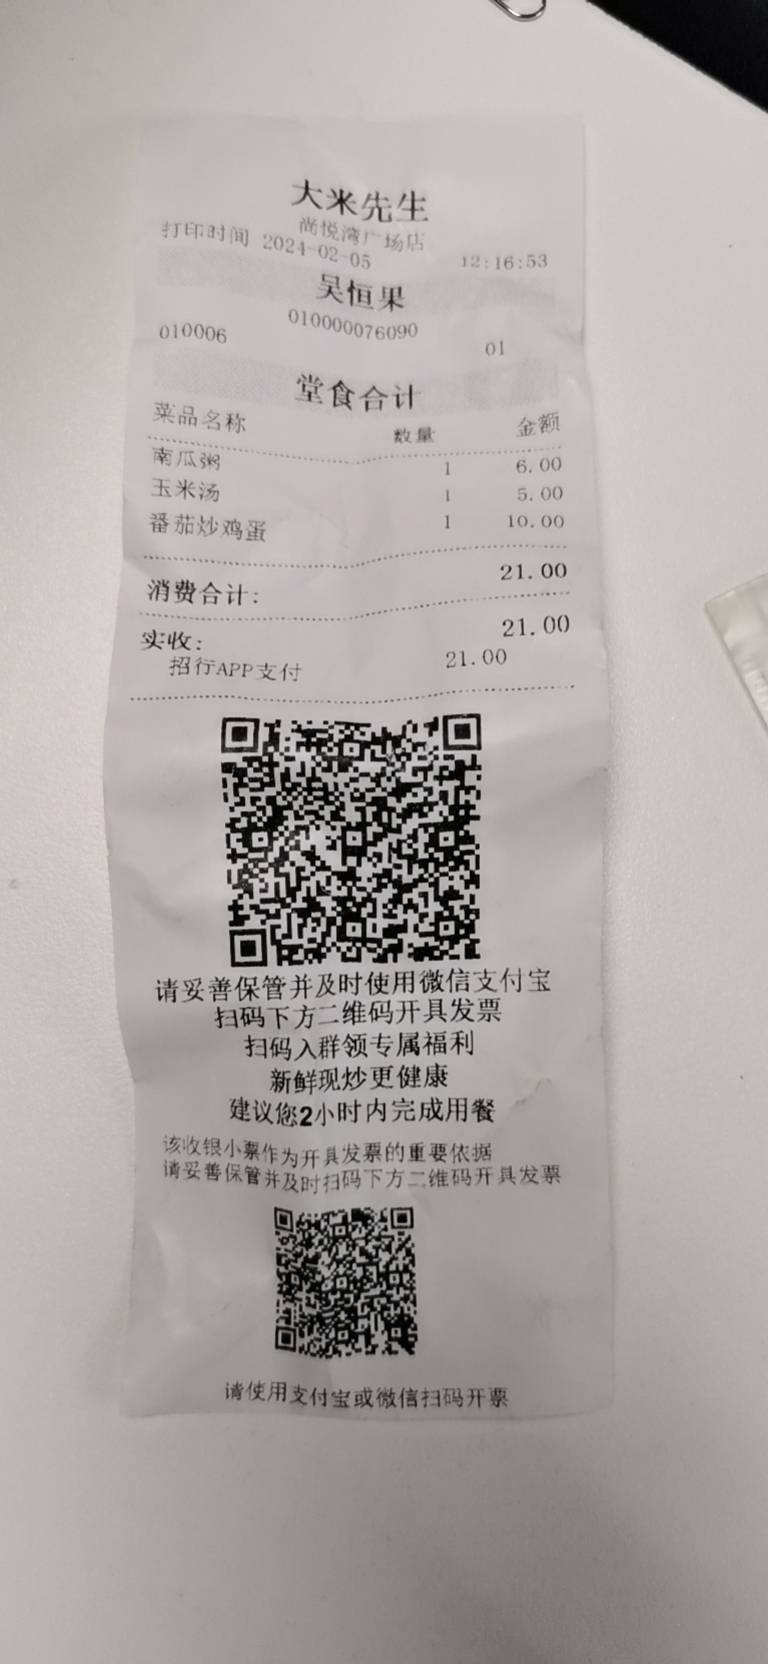 大米先生
尚悦湾广场店
打印时间 2024-02-05 12:16:53
吴恒果
010000076090
010006 01
堂食合计
菜品名称 数量 金额
南瓜粥 1 6.00
玉米汤 1 5.00
番茄炒鸡蛋 1 10.00
消费合计: 21.00
实收: 21.00
招行APP支付 21.00
请妥善保管并及时使用微信支付宝
扫码下方二维码开具发票
扫码入群领专属福利
新鲜现炒更健康
建议您2小时内完成用餐
该收银小票作为开具发票的重要依据
请妥善保管并及时扫码下方二维码开具发票
请使用支付宝或微信扫码开票